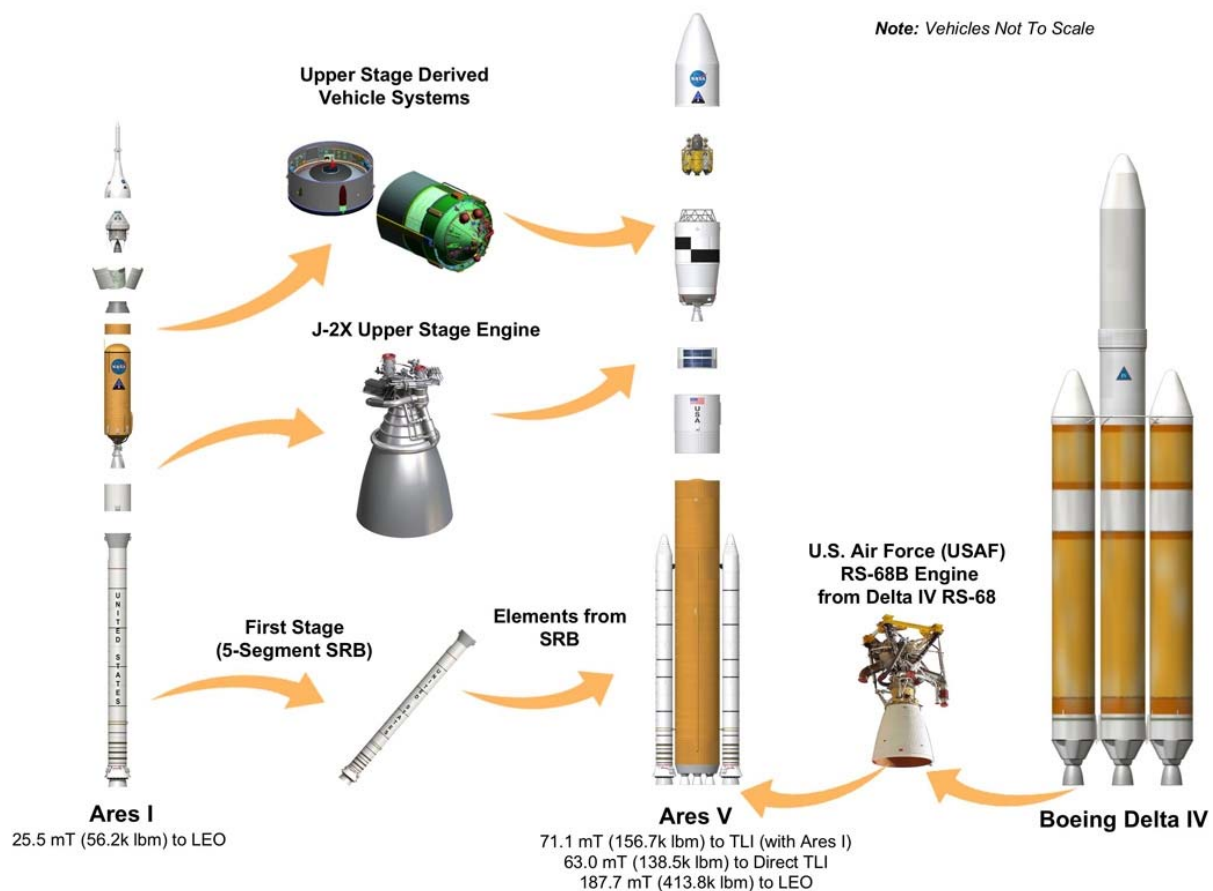 Note: Vehicles Not To Scale
Upper Stage Derived
Vehicle Systems
NASA
J-2X Upper Stage Engine
NASA
USA
U.S. Air Force (USAF)
RS-68B Engine
from Delta IV RS-68
First Stage
(5-Segment SRB)
Elements from
SRB
UNITED STATES
UNITED STATES
Ares I
25.5 mT (56.2k lbm) to LEO
Ares V
71.1 mT (156.7k lbm) to TLI (with Ares I)
63.0 mT (138.5k lbm) to Direct TLI
187.7 mT (413.8k lbm) to LEO
Boeing Delta IV